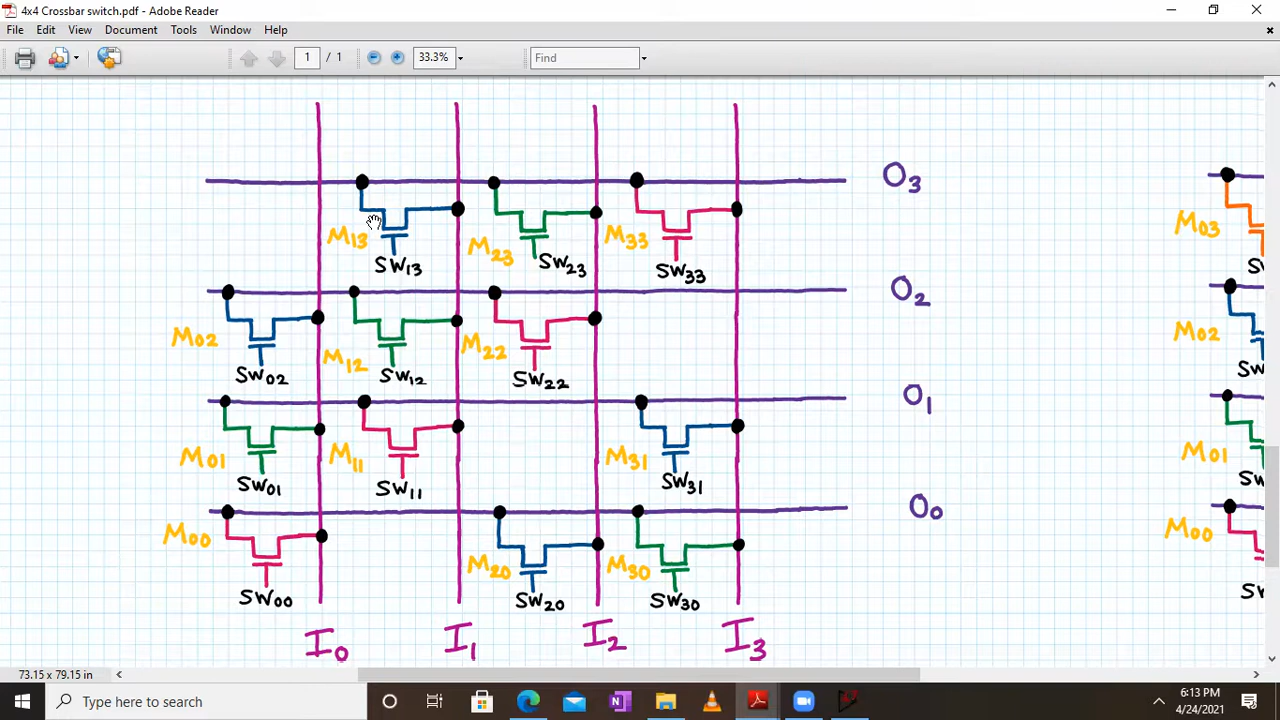 4x4 Crossbar switch.pdf - Adobe Reader
File Edit View Document Tools Window Help
1 / 1 33.3% Find
O3
M13 M23 M33 M03
SW13 SW23 SW33
O2
M02 M12 M22 M02
SW02 SW12 SW22
O1
M01 M11 M31 M01
SW01 SW11 SW31
O0
M00 M20 M30 M00
SW00 SW20 SW30
I0 I1 I2 I3
73.15 x 79.15 in
Type here to search
6:13 PM
4/24/2021